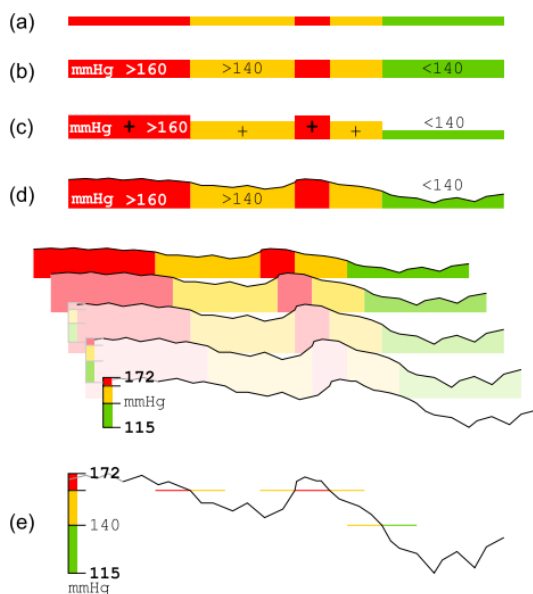 (a)
(b) mmHg >160 >140 <140
(c) mmHg + >160 + + + <140
(d) mmHg >160 >140 <140
172
mmHg
115
(e) 172
140
115
mmHg